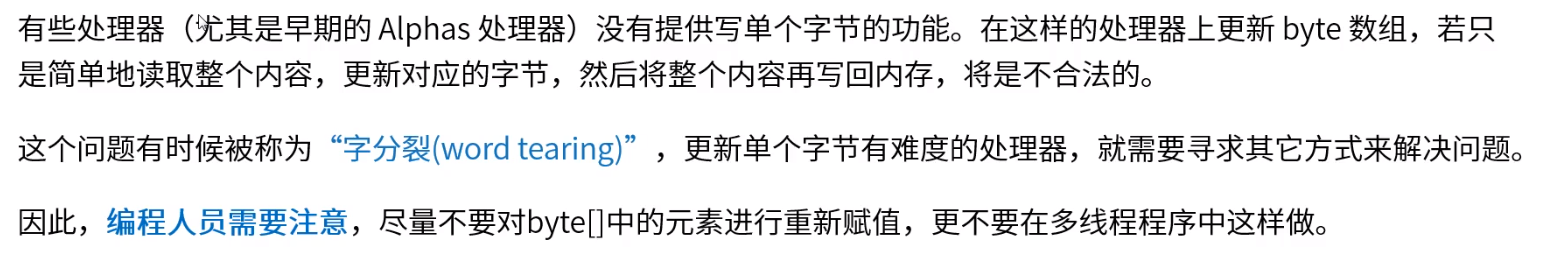 有些处理器（尤其是早期的 Alphas 处理器）没有提供写单个字节的功能。在这样的处理器上更新 byte 数组，若只
是简单地读取整个内容，更新对应的字节，然后将整个内容再写回内存，将是不合法的。
这个问题有时候被称为“字分裂(word tearing)”，更新单个字节有难度的处理器，就需要寻求其它方式来解决问题。
因此，编程人员需要注意，尽量不要对byte[]中的元素进行重新赋值，更不要在多线程程序中这样做。